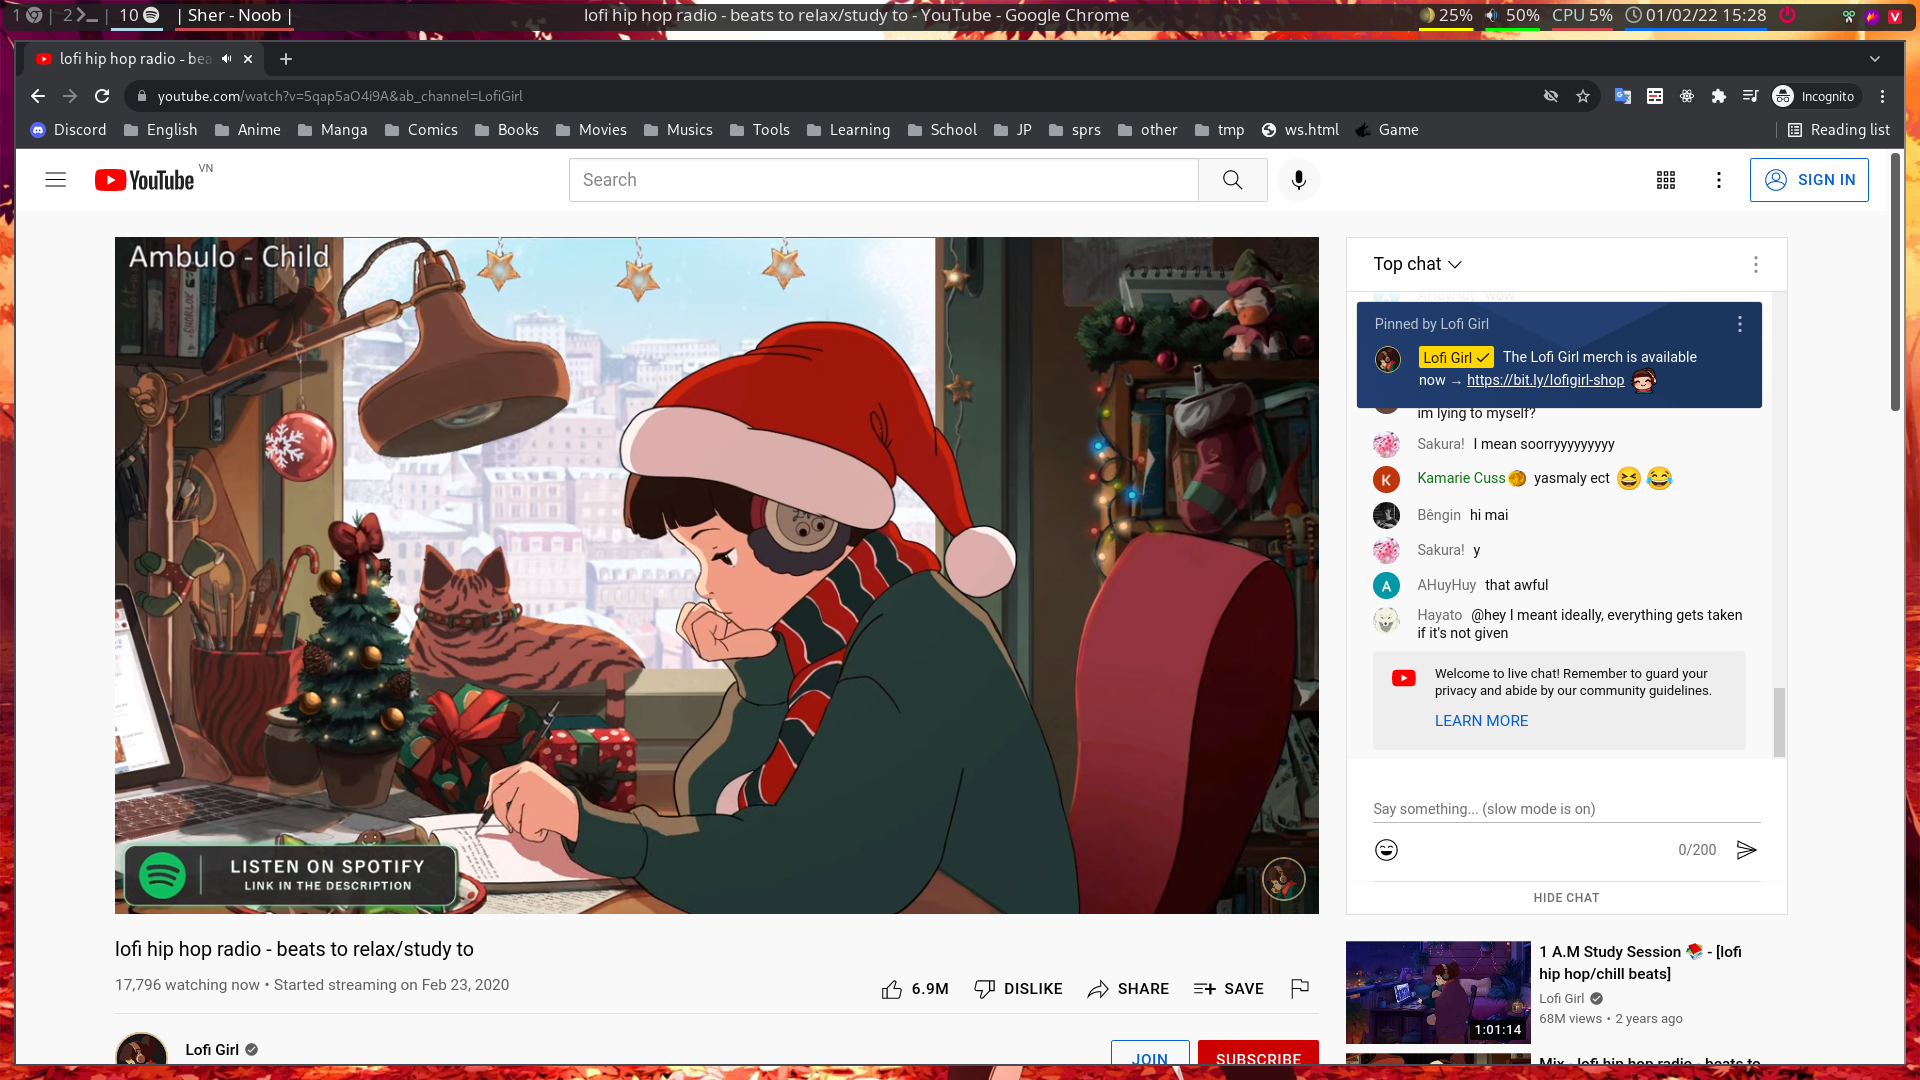 1 | 2 | 10 | Sher - Noob |
lofi hip hop radio - beats to relax/study to - YouTube - Google Chrome
25% 50% CPU 5% 01/02/22 15:28
lofi hip hop radio - bea
youtube.com/watch?v=5qap5aO4i9A&ab_channel=LofiGirl
Incognito
Discord English Anime Manga Comics Books Movies Musics Tools Learning School JP sprs other tmp ws.html Game
Reading list
YouTube VN
Search
SIGN IN
Ambulo - Child
LISTEN ON SPOTIFY
LINK IN THE DESCRIPTION
Top chat
AHuyHuy wow
Pinned by Lofi Girl
Lofi Girl The Lofi Girl merch is available
now → https://bit.ly/lofigirl-shop
im lying to myself?
Sakura! I mean soorryyyyyyyyy
K Kamarie Cuss yasmaly ect 😆 😂
Bêngin hi mai
Sakura! y
A AHuyHuy that awful
Hayato @hey I meant ideally, everything gets taken
if it's not given
Welcome to live chat! Remember to guard your
privacy and abide by our community guidelines.
LEARN MORE
Say something... (slow mode is on)
0/200
HIDE CHAT
lofi hip hop radio - beats to relax/study to
17,796 watching now • Started streaming on Feb 23, 2020
6.9M DISLIKE SHARE SAVE
Lofi Girl
JOIN SUBSCRIBE
1 A.M Study Session 📚 - [lofi
hip hop/chill beats]
Lofi Girl
68M views • 2 years ago
1:01:14
Mix - lofi hip hop radio - beats to